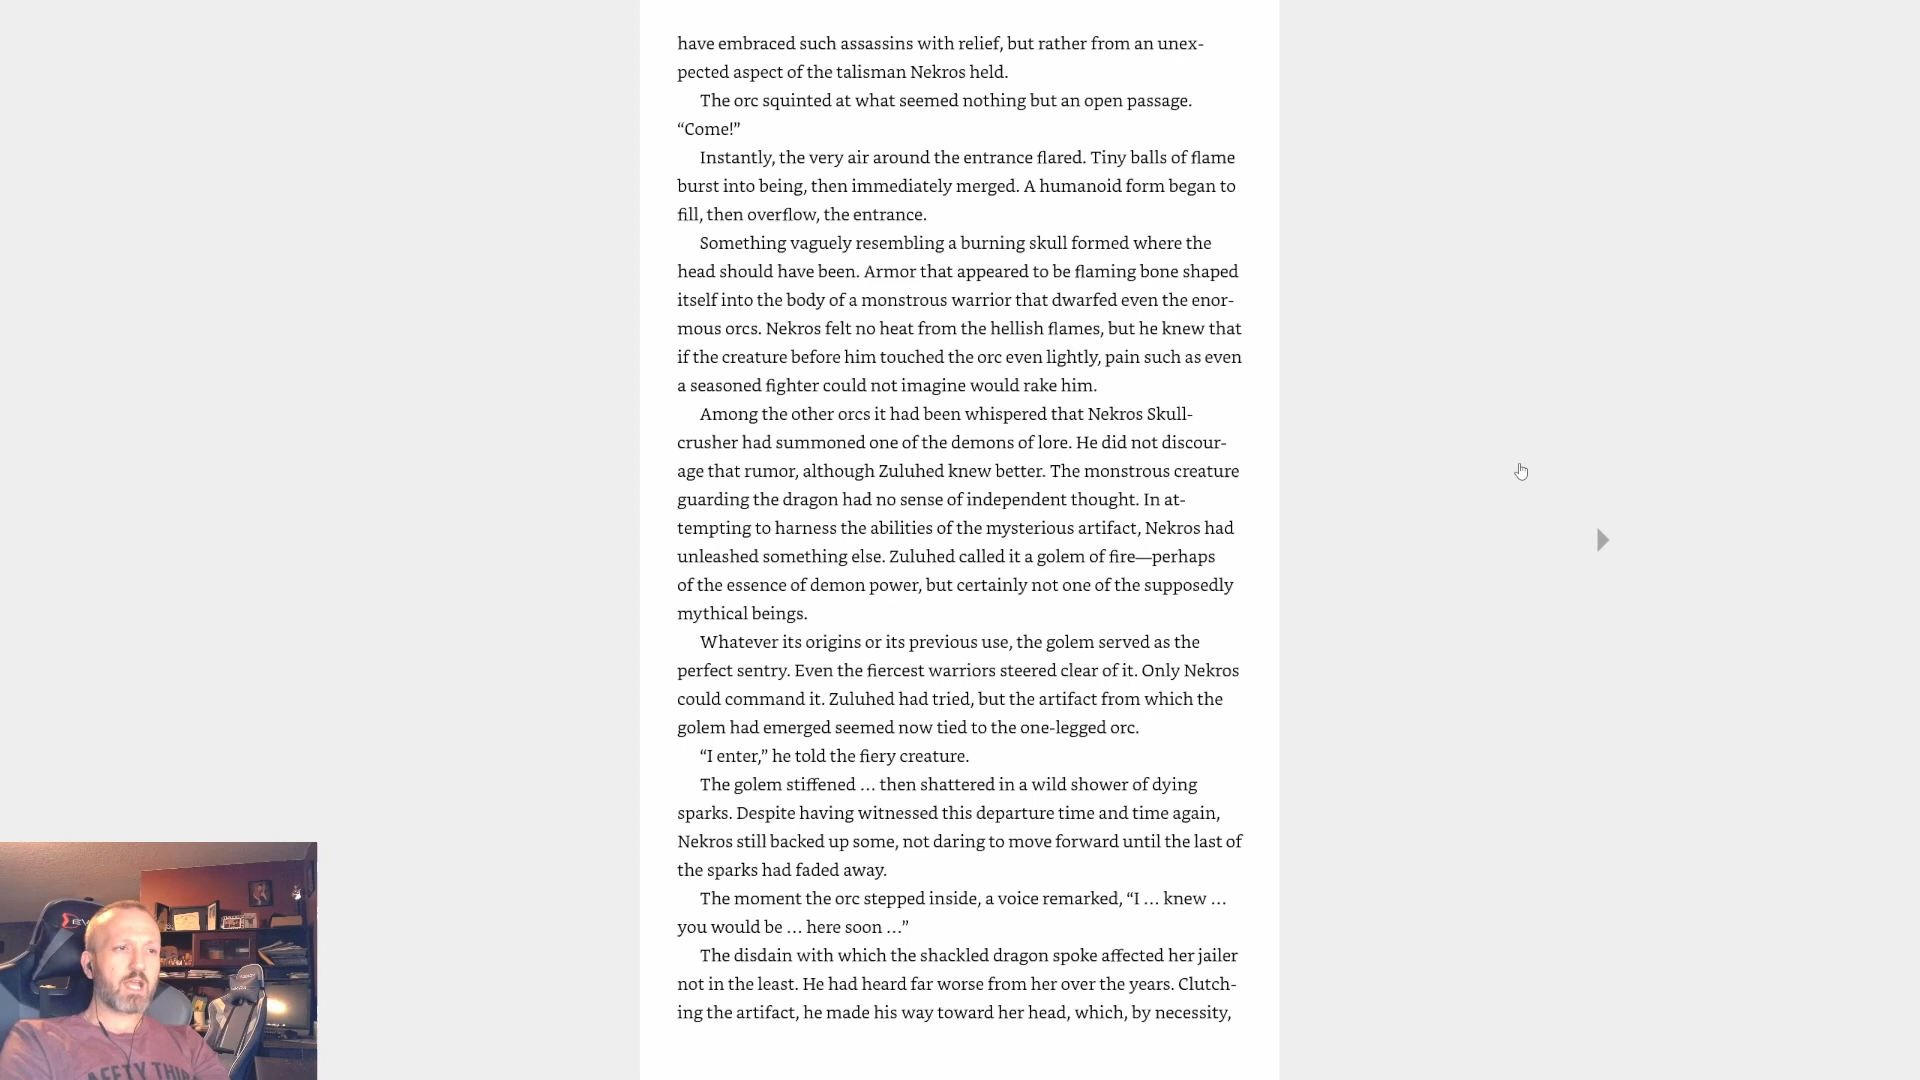 have embraced such assassins with relief, but rather from an unex-
pected aspect of the talisman Nekros held.
The orc squinted at what seemed nothing but an open passage.
“Come!”
Instantly, the very air around the entrance flared. Tiny balls of flame
burst into being, then immediately merged. A humanoid form began to
fill, then overflow, the entrance.
Something vaguely resembling a burning skull formed where the
head should have been. Armor that appeared to be flaming bone shaped
itself into the body of a monstrous warrior that dwarfed even the enor-
mous orcs. Nekros felt no heat from the hellish flames, but he knew that
if the creature before him touched the orc even lightly, pain such as even
a seasoned fighter could not imagine would rake him.
Among the other orcs it had been whispered that Nekros Skull-
crusher had summoned one of the demons of lore. He did not discour-
age that rumor, although Zuluhed knew better. The monstrous creature
guarding the dragon had no sense of independent thought. In at-
tempting to harness the abilities of the mysterious artifact, Nekros had
unleashed something else. Zuluhed called it a golem of fire—perhaps
of the essence of demon power, but certainly not one of the supposedly
mythical beings.
Whatever its origins or its previous use, the golem served as the
perfect sentry. Even the fiercest warriors steered clear of it. Only Nekros
could command it. Zuluhed had tried, but the artifact from which the
golem had emerged seemed now tied to the one-legged orc.
“I enter,” he told the fiery creature.
The golem stiffened … then shattered in a wild shower of dying
sparks. Despite having witnessed this departure time and time again,
Nekros still backed up some, not daring to move forward until the last of
the sparks had faded away.
The moment the orc stepped inside, a voice remarked, “I … knew …
you would be … here soon …”
The disdain with which the shackled dragon spoke affected her jailer
not in the least. He had heard far worse from her over the years. Clutch-
ing the artifact, he made his way toward her head, which, by necessity,